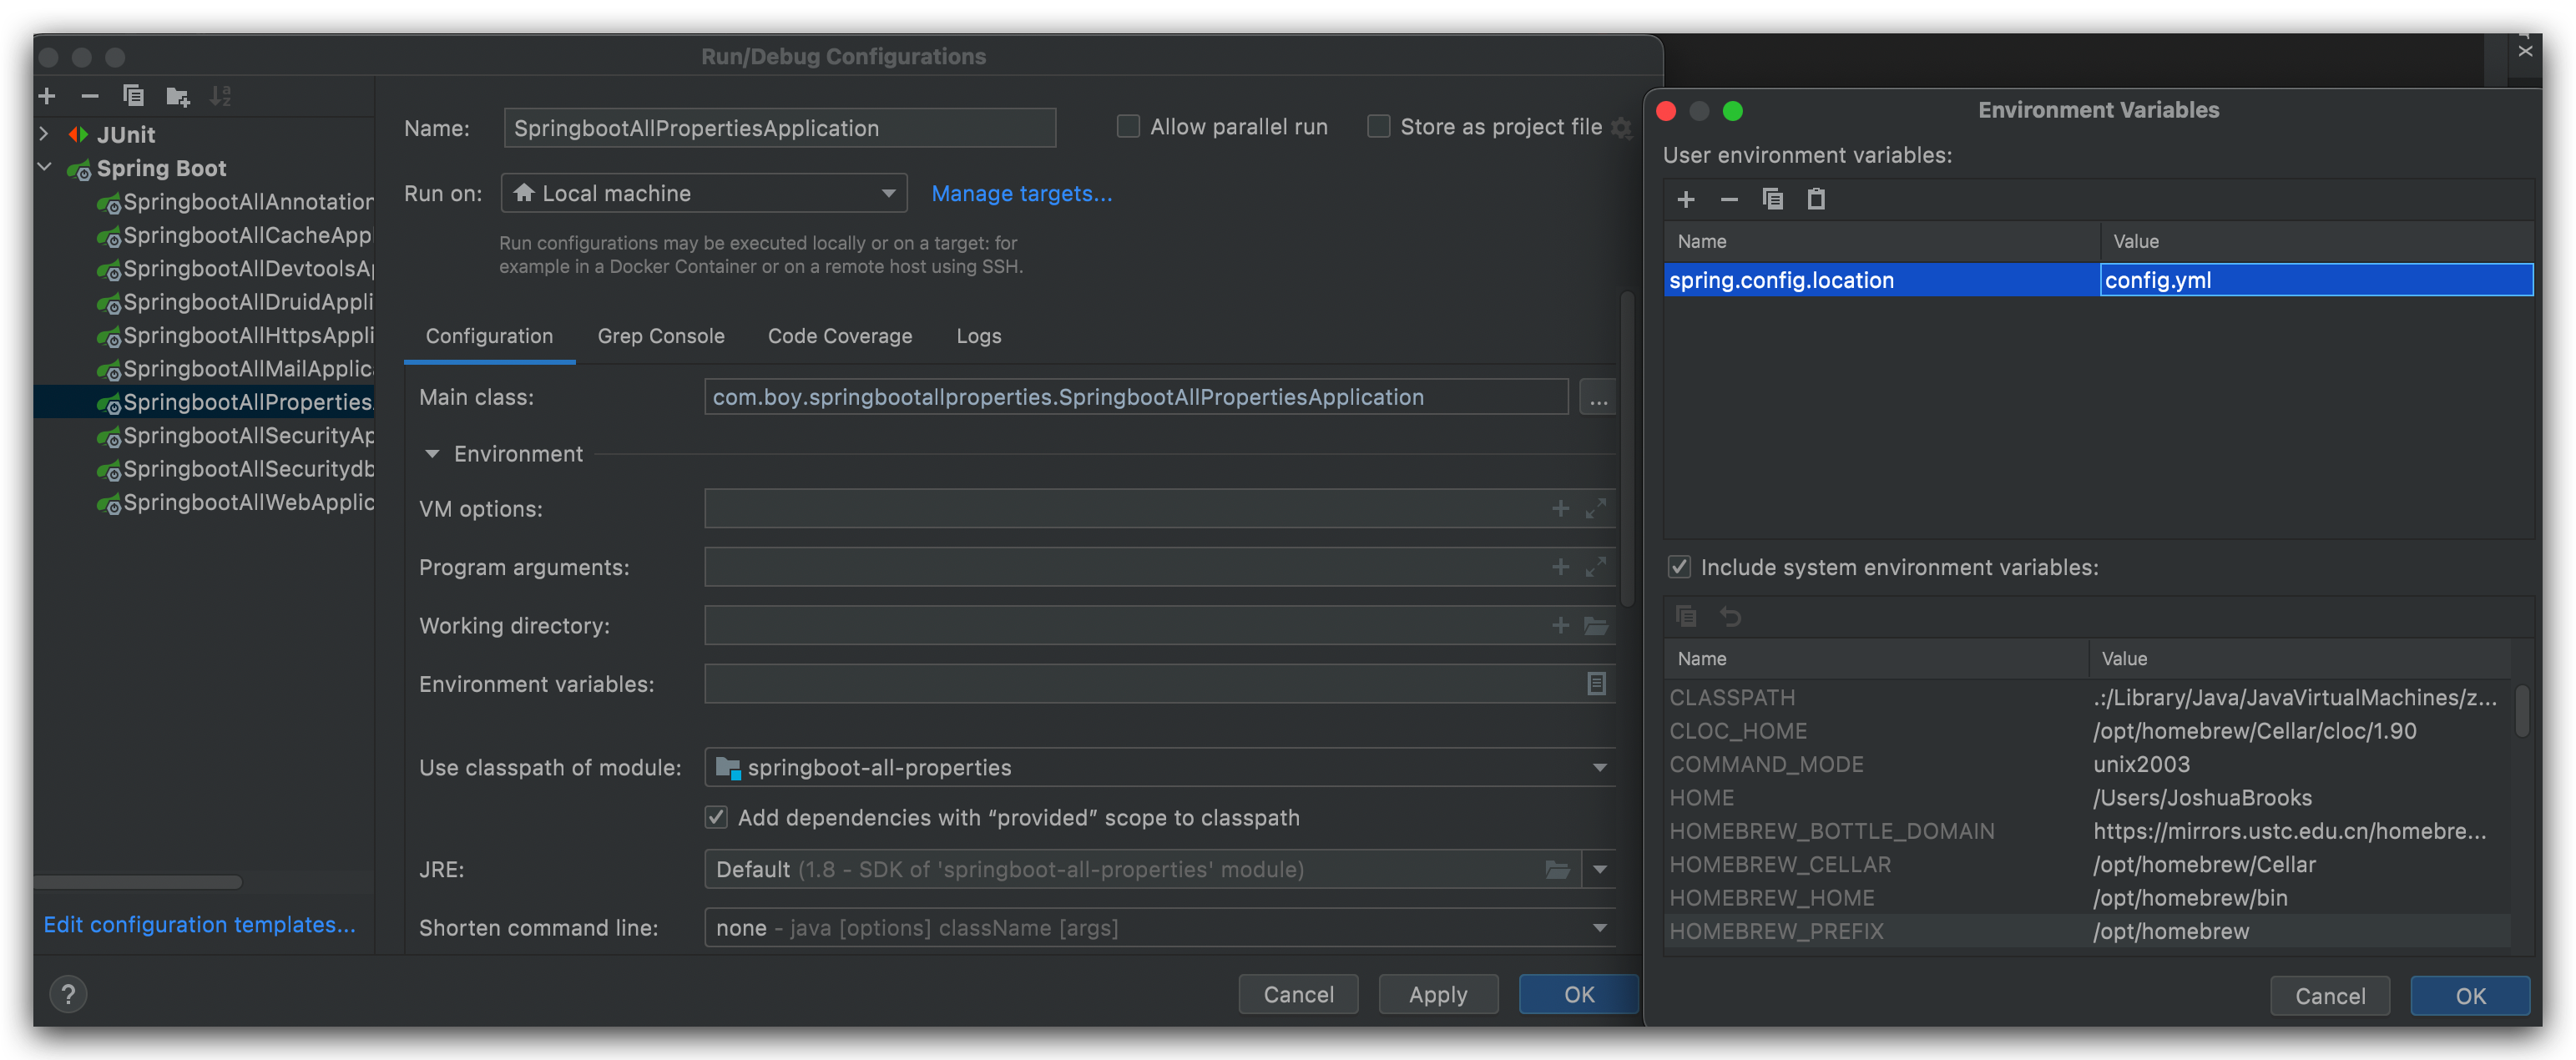 Run/Debug Configurations
JUnit
Spring Boot
SpringbootAllAnnotation
SpringbootAllCacheAppl
SpringbootAllDevtoolsAp
SpringbootAllDruidAppli
SpringbootAllHttpsAppli
SpringbootAllMailApplic
SpringbootAllProperties
SpringbootAllSecurityAp
SpringbootAllSecuritydb
SpringbootAllWebApplic
Edit configuration templates...
?
Name: SpringbootAllPropertiesApplication
Allow parallel run
Store as project file
Run on: Local machine
Manage targets...
Run configurations may be executed locally or on a target: for
example in a Docker Container or on a remote host using SSH.
Configuration Grep Console Code Coverage Logs
Main class: com.boy.springbootallproperties.SpringbootAllPropertiesApplication ...
Environment
VM options:
Program arguments:
Working directory:
Environment variables:
Use classpath of module: springboot-all-properties
Add dependencies with “provided” scope to classpath
JRE: Default (1.8 - SDK of 'springboot-all-properties' module)
Shorten command line: none - java [options] className [args]
Cancel Apply OK
Environment Variables
User environment variables:
Name Value
spring.config.location config.yml
Include system environment variables:
Name Value
CLASSPATH .:/Library/Java/JavaVirtualMachines/z...
CLOC_HOME /opt/homebrew/Cellar/cloc/1.90
COMMAND_MODE unix2003
HOME /Users/JoshuaBrooks
HOMEBREW_BOTTLE_DOMAIN https://mirrors.ustc.edu.cn/homebre...
HOMEBREW_CELLAR /opt/homebrew/Cellar
HOMEBREW_HOME /opt/homebrew/bin
HOMEBREW_PREFIX /opt/homebrew
Cancel OK